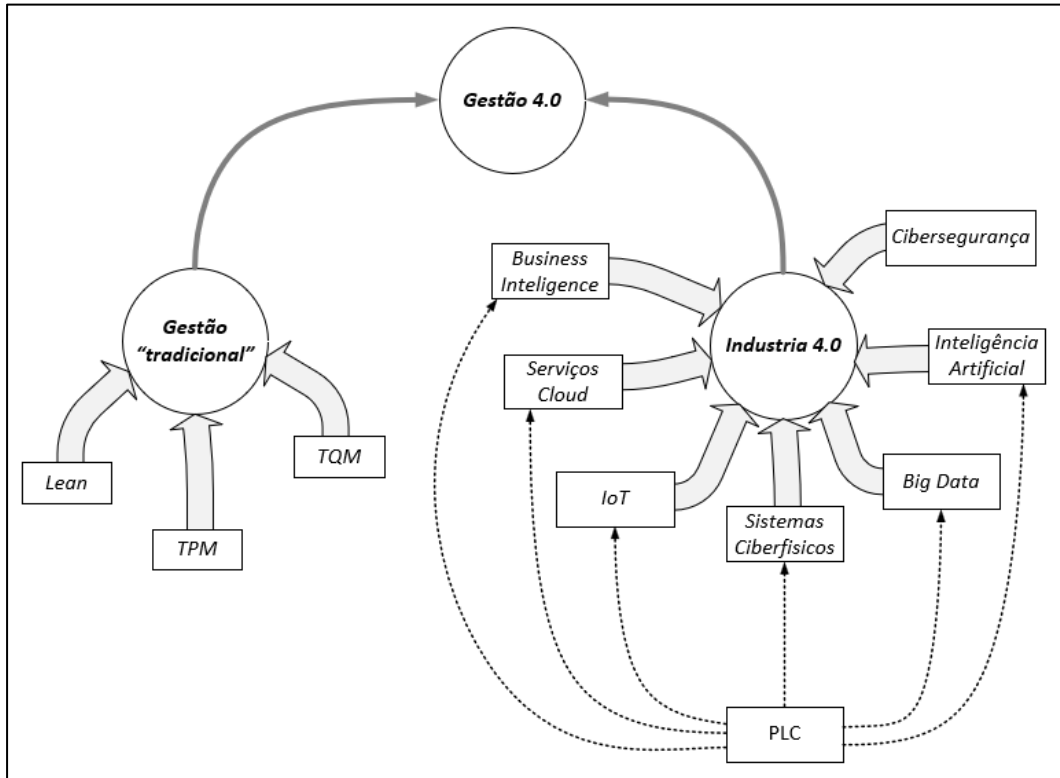 Gestão 4.0
Cibersegurança
Business
Inteligence
Gestão
“tradicional”
Industria 4.0
Inteligência
Artificial
Serviços
Cloud
TQM
Lean
IoT
Big Data
TPM
Sistemas
Ciberfisicos
PLC